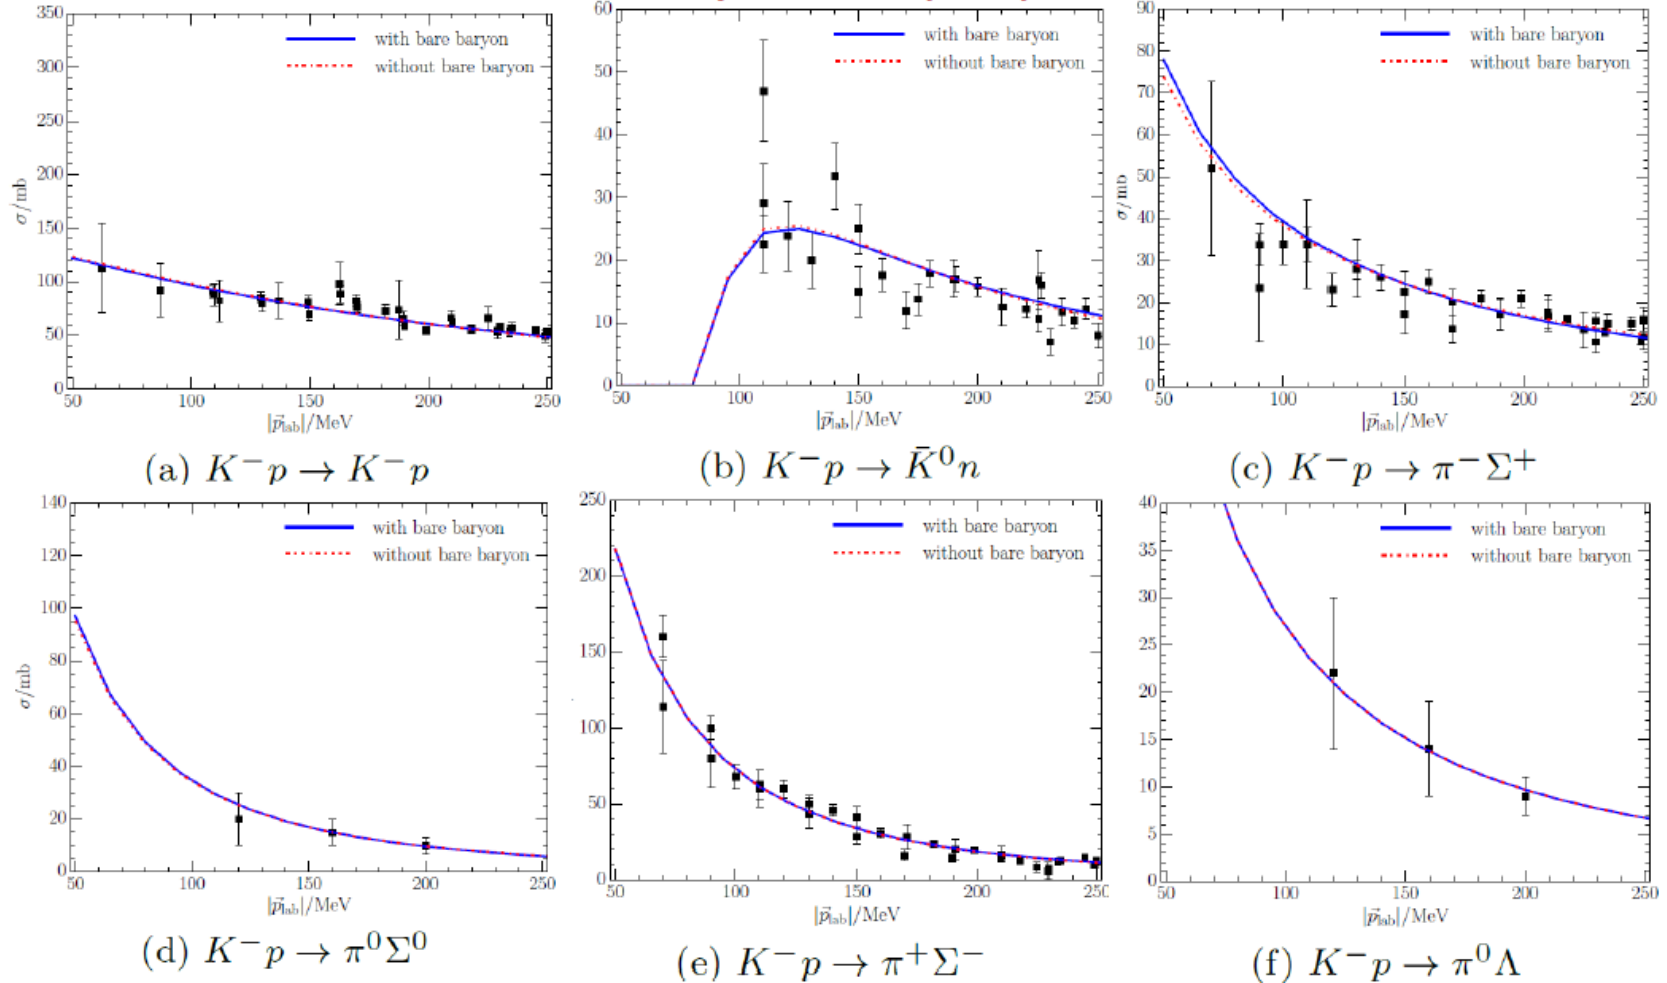 with bare baryon
without bare baryon
350
300
250
200
150
100
50
0
σ/mb
50 100 150 200 250
|p⃗lab|/MeV
(a) K⁻p → K⁻p
with bare baryon
without bare baryon
60
50
40
30
20
10
0
50 100 150 200 250
|p⃗lab|/MeV
(b) K⁻p → K̄⁰n
with bare baryon
without bare baryon
90
80
70
60
50
40
30
20
10
0
σ/mb
50 100 150 200 250
|p⃗lab|/MeV
(c) K⁻p → π⁻Σ⁺
with bare baryon
without bare baryon
140
120
100
80
60
40
20
0
σ/mb
50 100 150 200 250
|p⃗lab|/MeV
(d) K⁻p → π⁰Σ⁰
with bare baryon
without bare baryon
250
200
150
100
50
0
50 100 150 200 250
|p⃗lab|/MeV
(e) K⁻p → π⁺Σ⁻
with bare baryon
without bare baryon
40
35
30
25
20
15
10
5
0
50 100 150 200 250
|p⃗lab|/MeV
(f) K⁻p → π⁰Λ